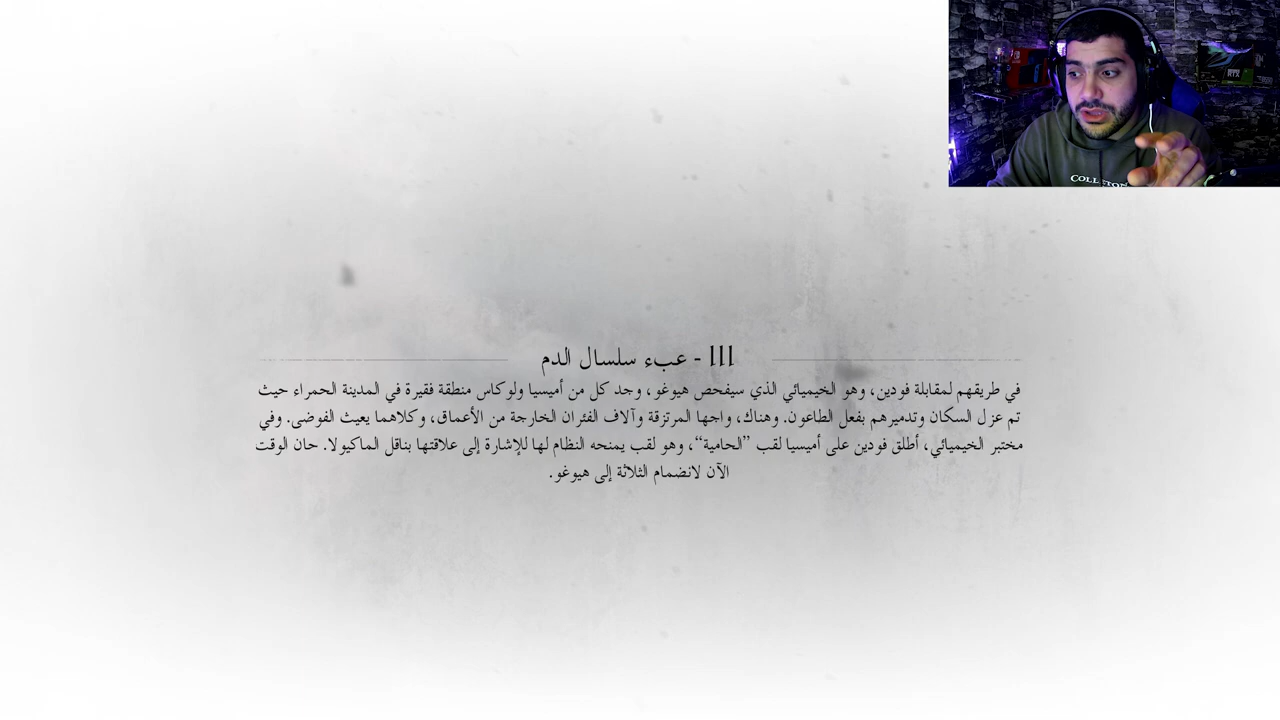 III - عبء سلسال الدم
في طريقهم لمقابلة فودين، وهو الخيميائي الذي سيفحص هيوغو، وجد كل من أميسيا ولوكاس منطقة فقيرة في المدينة الحمراء حيث
تم عزل السكان وتدميرهم بفعل الطاعون. وهناك، واجها المرتزقة وآلاف الفئران الخارجة من الأعماق، وكلاهما يعيث الفوضى. وفي
مختبر الخيميائي، أطلق فودين على أميسيا لقب ”الحامية“، وهو لقب يمنحه النظام لها للإشارة إلى علاقتها بناقل الماكيولا. حان الوقت
الآن لانضمام الثلاثة إلى هيوغو.